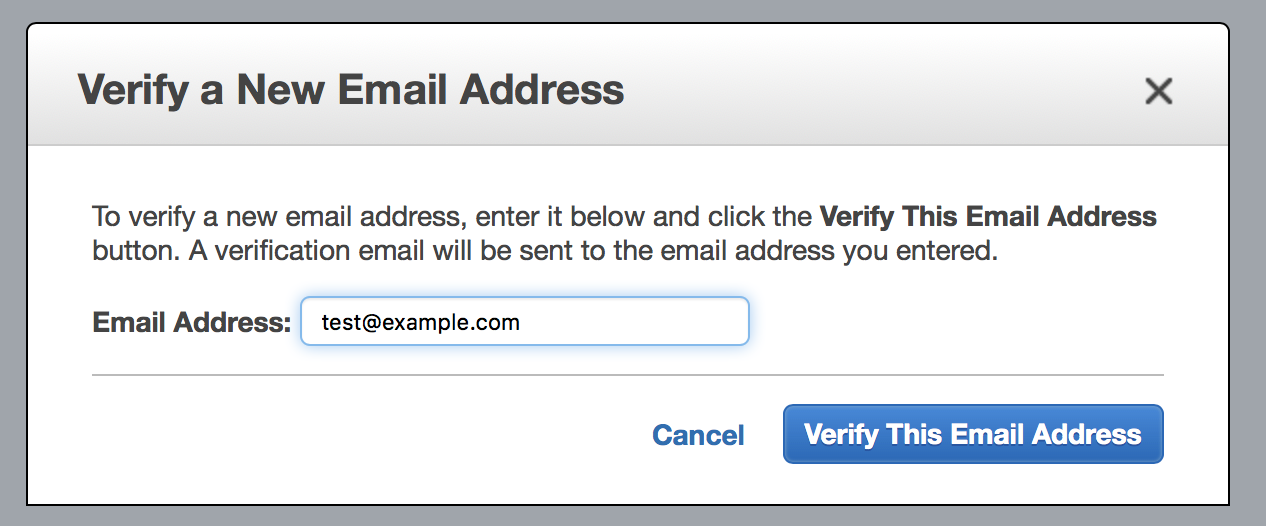 Verify a New Email Address
To verify a new email address, enter it below and click the Verify This Email Address
button. A verification email will be sent to the email address you entered.
Email Address: test@example.com
Cancel Verify This Email Address